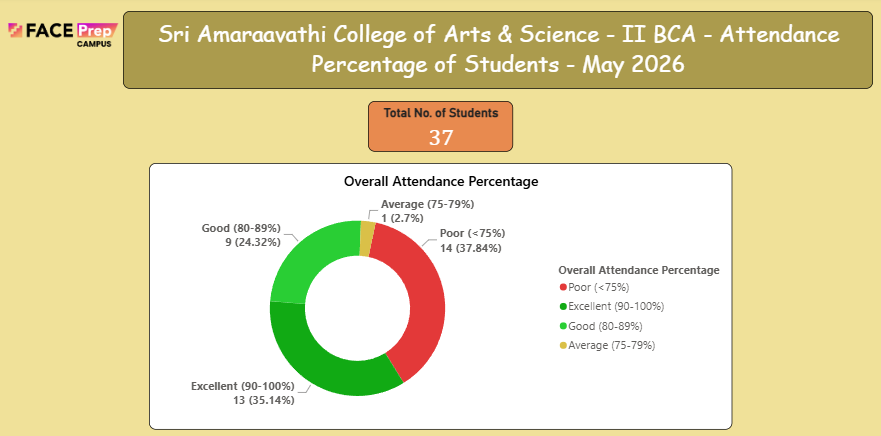 FACE Prep
CAMPUS
Sri Amaraavathi College of Arts & Science - II BCA - Attendance
Percentage of Students - May 2026
Total No. of Students
37
Overall Attendance Percentage
Average (75-79%)
1 (2.7%)
Good (80-89%)
9 (24.32%)
Poor (<75%)
14 (37.84%)
Excellent (90-100%)
13 (35.14%)
Overall Attendance Percentage
Poor (<75%)
Excellent (90-100%)
Good (80-89%)
Average (75-79%)